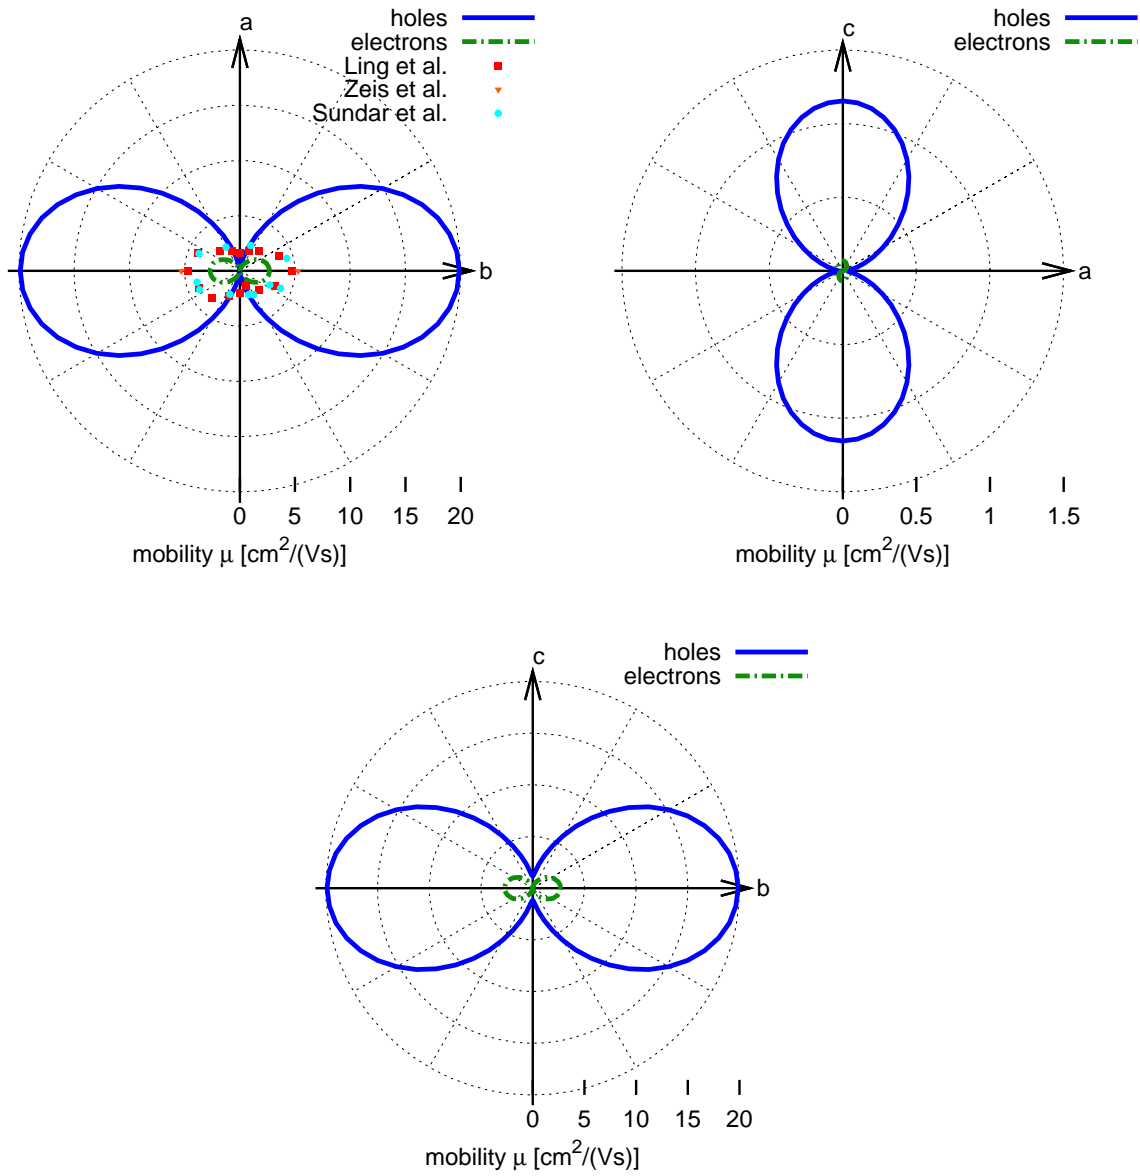 a
holes
electrons
Ling et al.
Zeis et al.
Sundar et al.
b
0 5 10 15 20
mobility μ [cm²/(Vs)]
c
holes
electrons
a
0 0.5 1 1.5
mobility μ [cm²/(Vs)]
c
holes
electrons
b
0 5 10 15 20
mobility μ [cm²/(Vs)]